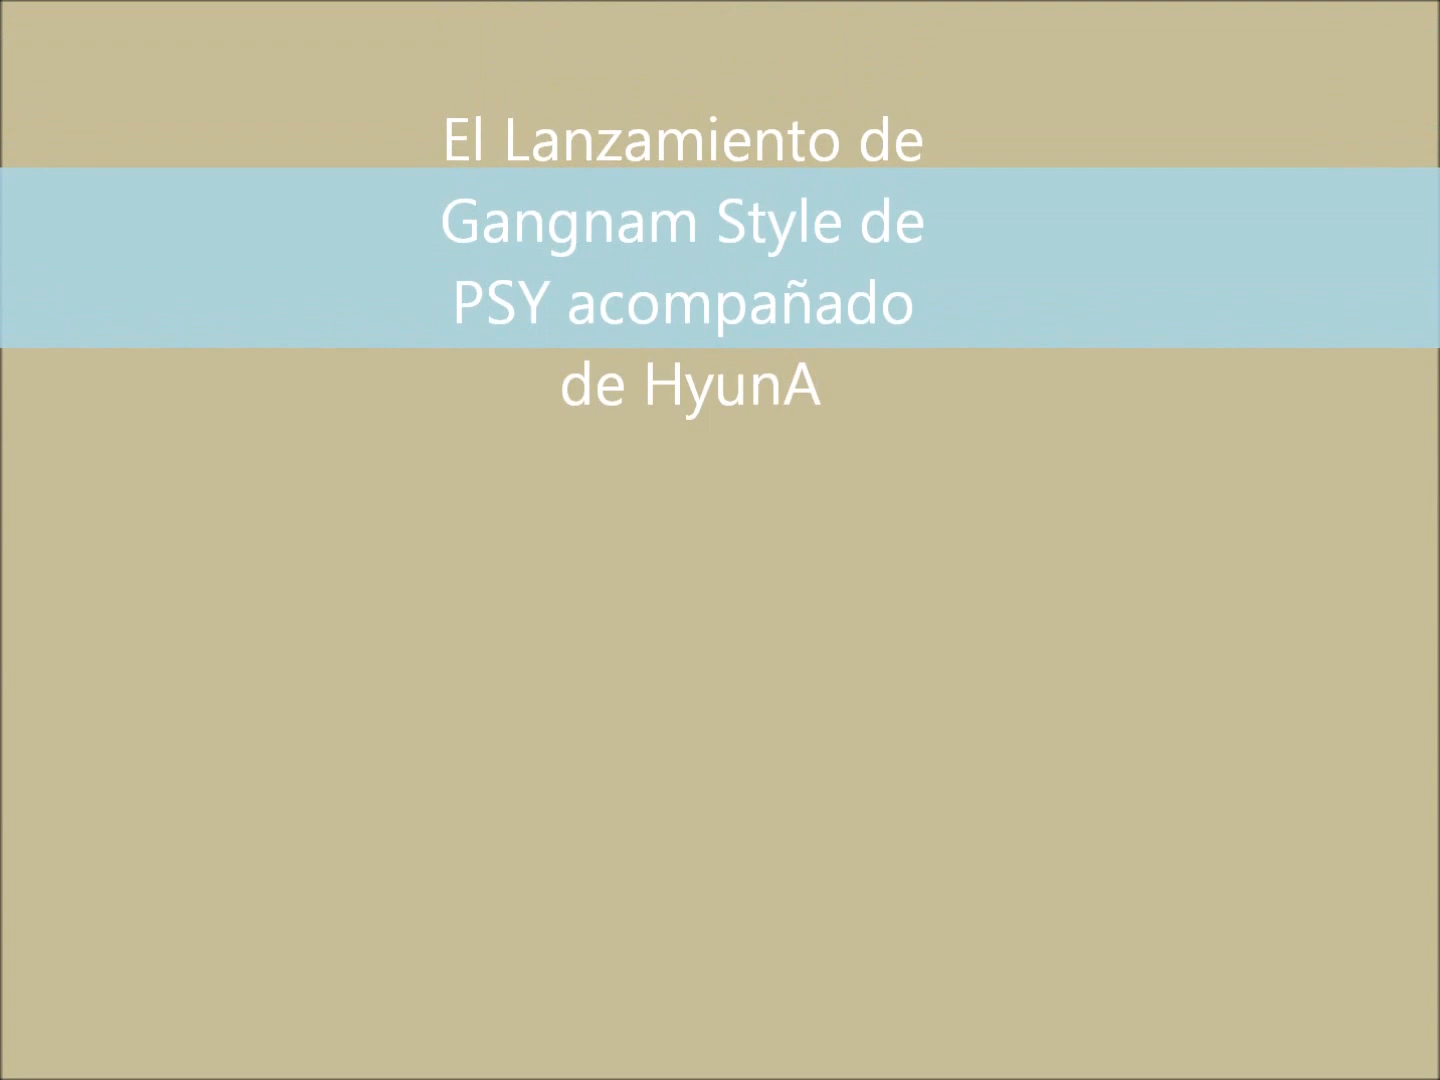 El Lanzamiento de
Gangnam Style de
PSY acompañado
de HyunA